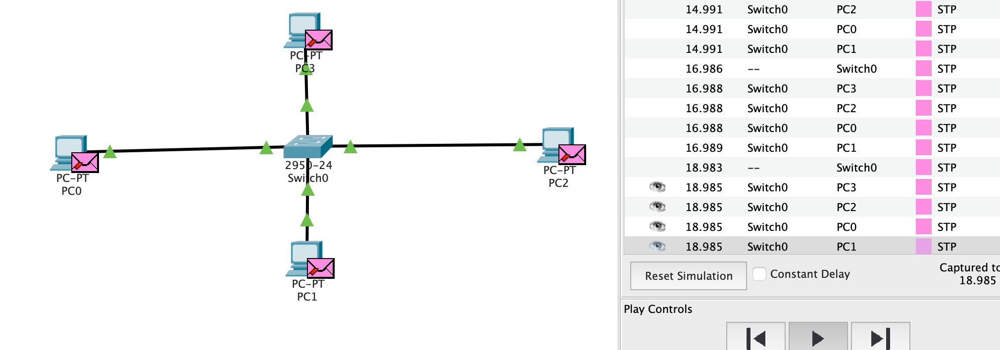 PC-PT
PC3
PC-PT
PC0
2950-24
Switch0
PC-PT
PC2
PC-PT
PC1
14.991 Switch0 PC2 STP
14.991 Switch0 PC0 STP
14.991 Switch0 PC1 STP
16.986 -- Switch0 STP
16.988 Switch0 PC3 STP
16.988 Switch0 PC2 STP
16.988 Switch0 PC0 STP
16.989 Switch0 PC1 STP
18.983 -- Switch0 STP
18.985 Switch0 PC3 STP
18.985 Switch0 PC2 STP
18.985 Switch0 PC0 STP
18.985 Switch0 PC1 STP
Reset Simulation
Constant Delay
Captured to
18.985
Play Controls